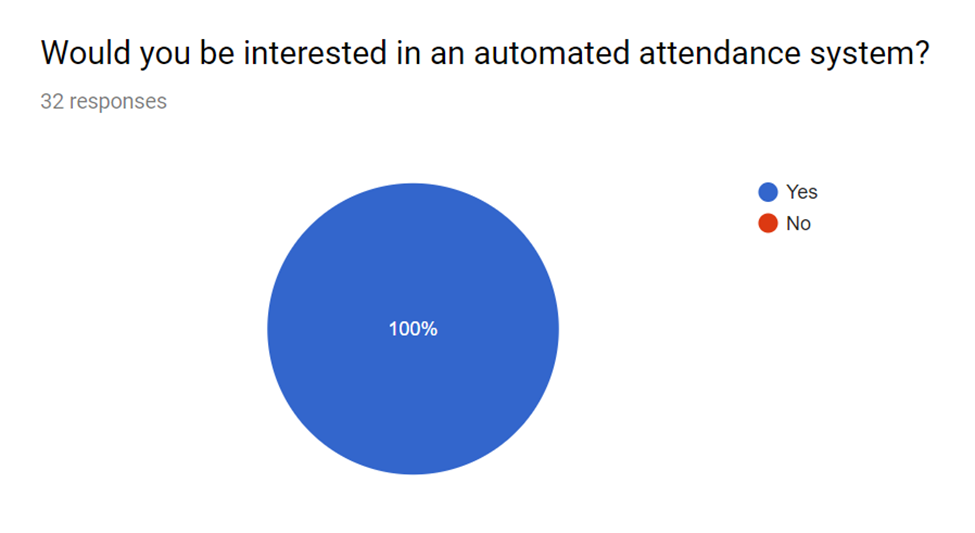 Would you be interested in an automated attendance system?
32 responses
Yes
No
100%